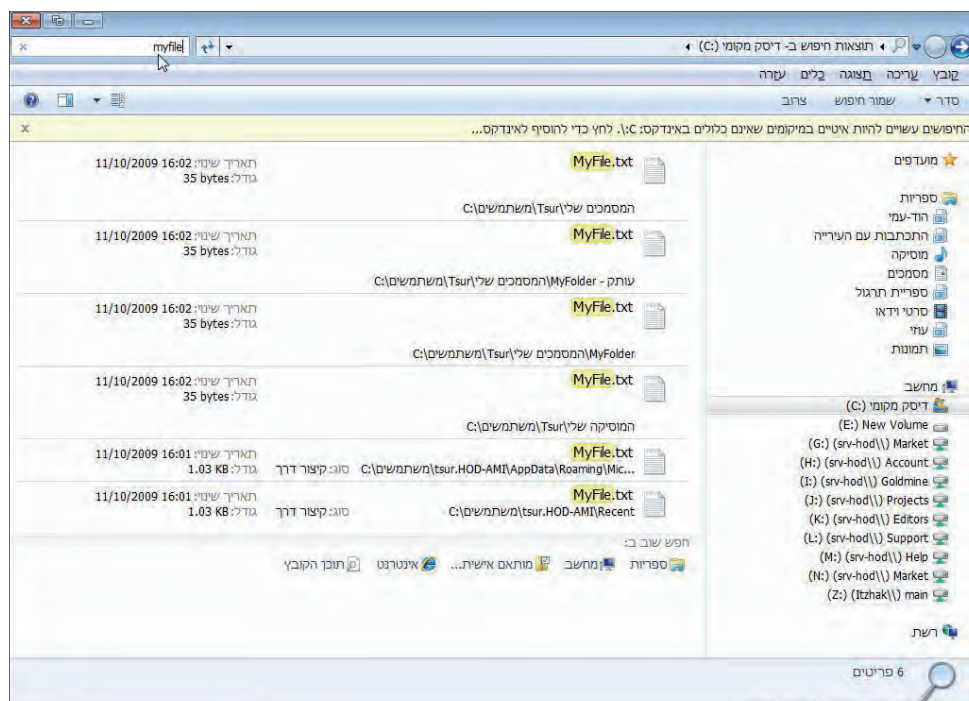 תוצאות חיפוש ב- דיסק מקומי (C:)
myfile
קובץ עריכה תצוגה כלים עזרה
סדר שמור חיפוש צרוב
החיפושים עשויים להיות איטיים במיקומים שאינם כלולים באינדקס: C:\. לחץ כדי להוסיף לאינדקס...
מועדפים
ספריות
הוד-עמי
התכתבות עם העירייה
מוסיקה
מסמכים
ספריית תרגול
סרטי וידאו
עוזי
תמונות
מחשב
דיסק מקומי (C:)
(E:) New Volume
(G:) (srv-hod\\) Market
(H:) (srv-hod\\) Account
(I:) (srv-hod\\) Goldmine
(J:) (srv-hod\\) Projects
(K:) (srv-hod\\) Editors
(L:) (srv-hod\\) Support
(M:) (srv-hod\\) Help
(N:) (srv-hod\\) Market
(Z:) (Itzhak\\) main
רשת
MyFile.txt
תאריך שינוי: 11/10/2009 16:02
גודל: 35 bytes
C:\משתמשים\Tsur\המסמכים שלי
MyFile.txt
תאריך שינוי: 11/10/2009 16:02
גודל: 35 bytes
C:\משתמשים\Tsur\המסמכים שלי\MyFolder - עותק
MyFile.txt
תאריך שינוי: 11/10/2009 16:02
גודל: 35 bytes
C:\משתמשים\Tsur\המסמכים שלי\MyFolder
MyFile.txt
תאריך שינוי: 11/10/2009 16:02
גודל: 35 bytes
C:\משתמשים\Tsur\המוסיקה שלי
MyFile.txt
תאריך שינוי: 11/10/2009 16:01
C:\משתמשים\tsur.HOD-AMI\AppData\Roaming\Mic... סוג: קיצור דרך גודל: 1.03 KB
MyFile.txt
תאריך שינוי: 11/10/2009 16:01
C:\משתמשים\tsur.HOD-AMI\Recent סוג: קיצור דרך גודל: 1.03 KB
חפש שוב ב:
ספריות מחשב מותאם אישית... אינטרנט תוכן הקובץ
6 פריטים